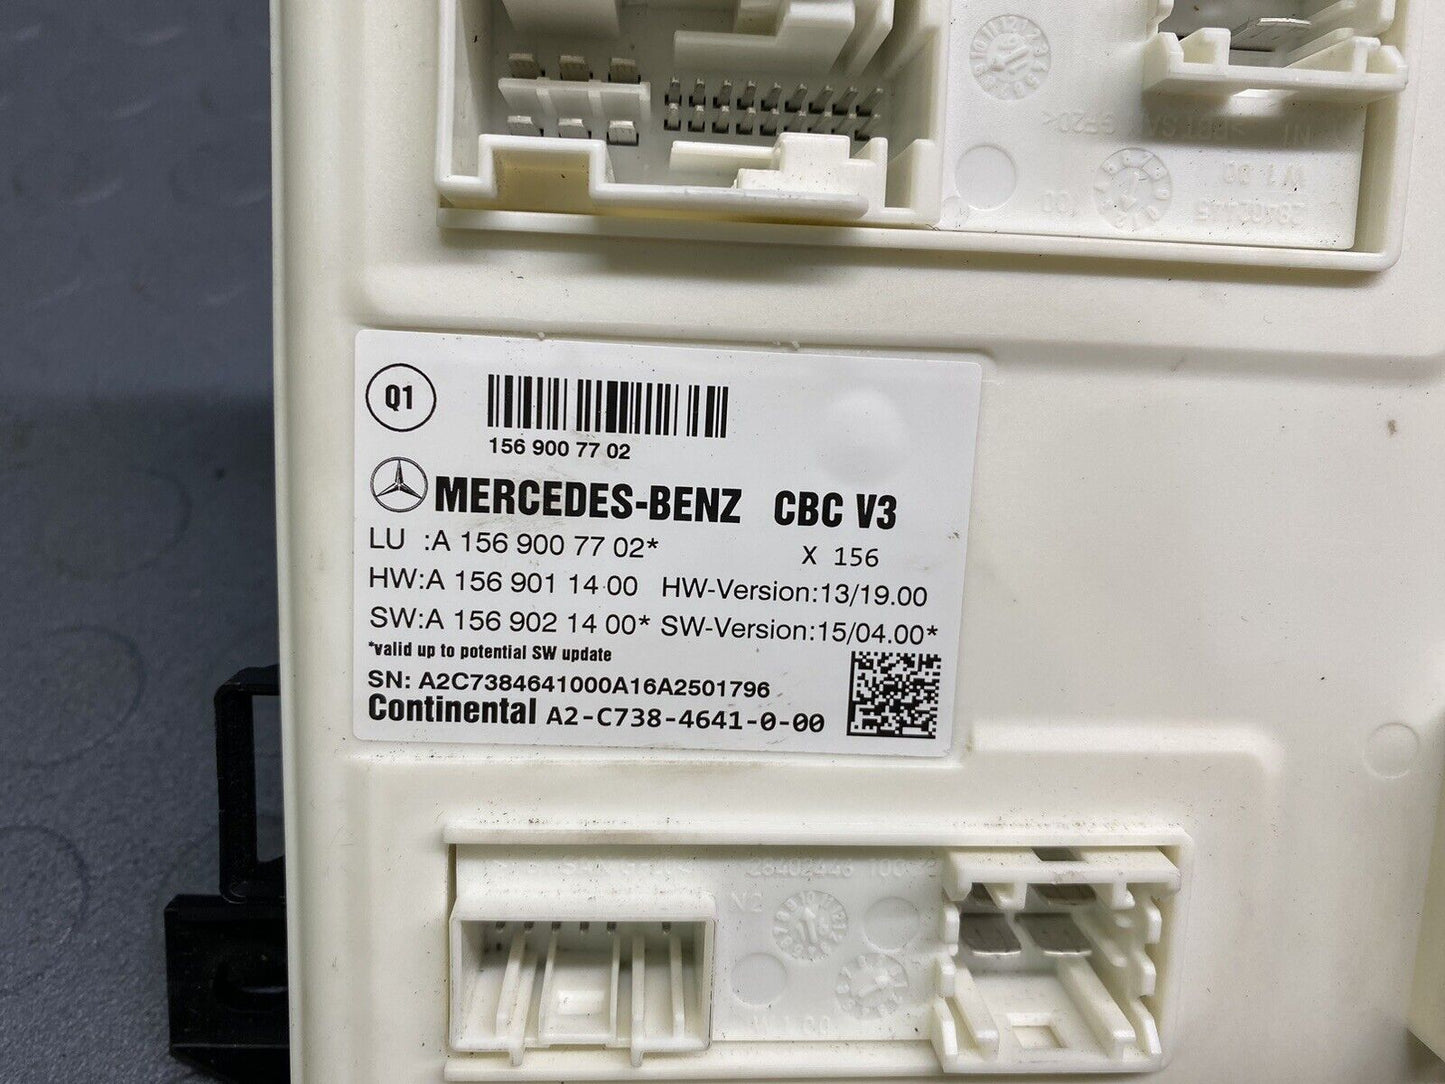 Q1
156 900 77 02
MERCEDES-BENZ CBC V3
LU :A 156 900 77 02* X 156
HW:A 156 901 14 00 HW-Version:13/19.00
SW:A 156 902 14 00* SW-Version:15/04.00*
*valid up to potential SW update
SN: A2C7384641000A16A2501796
Continental A2-C738-4641-0-00
N2